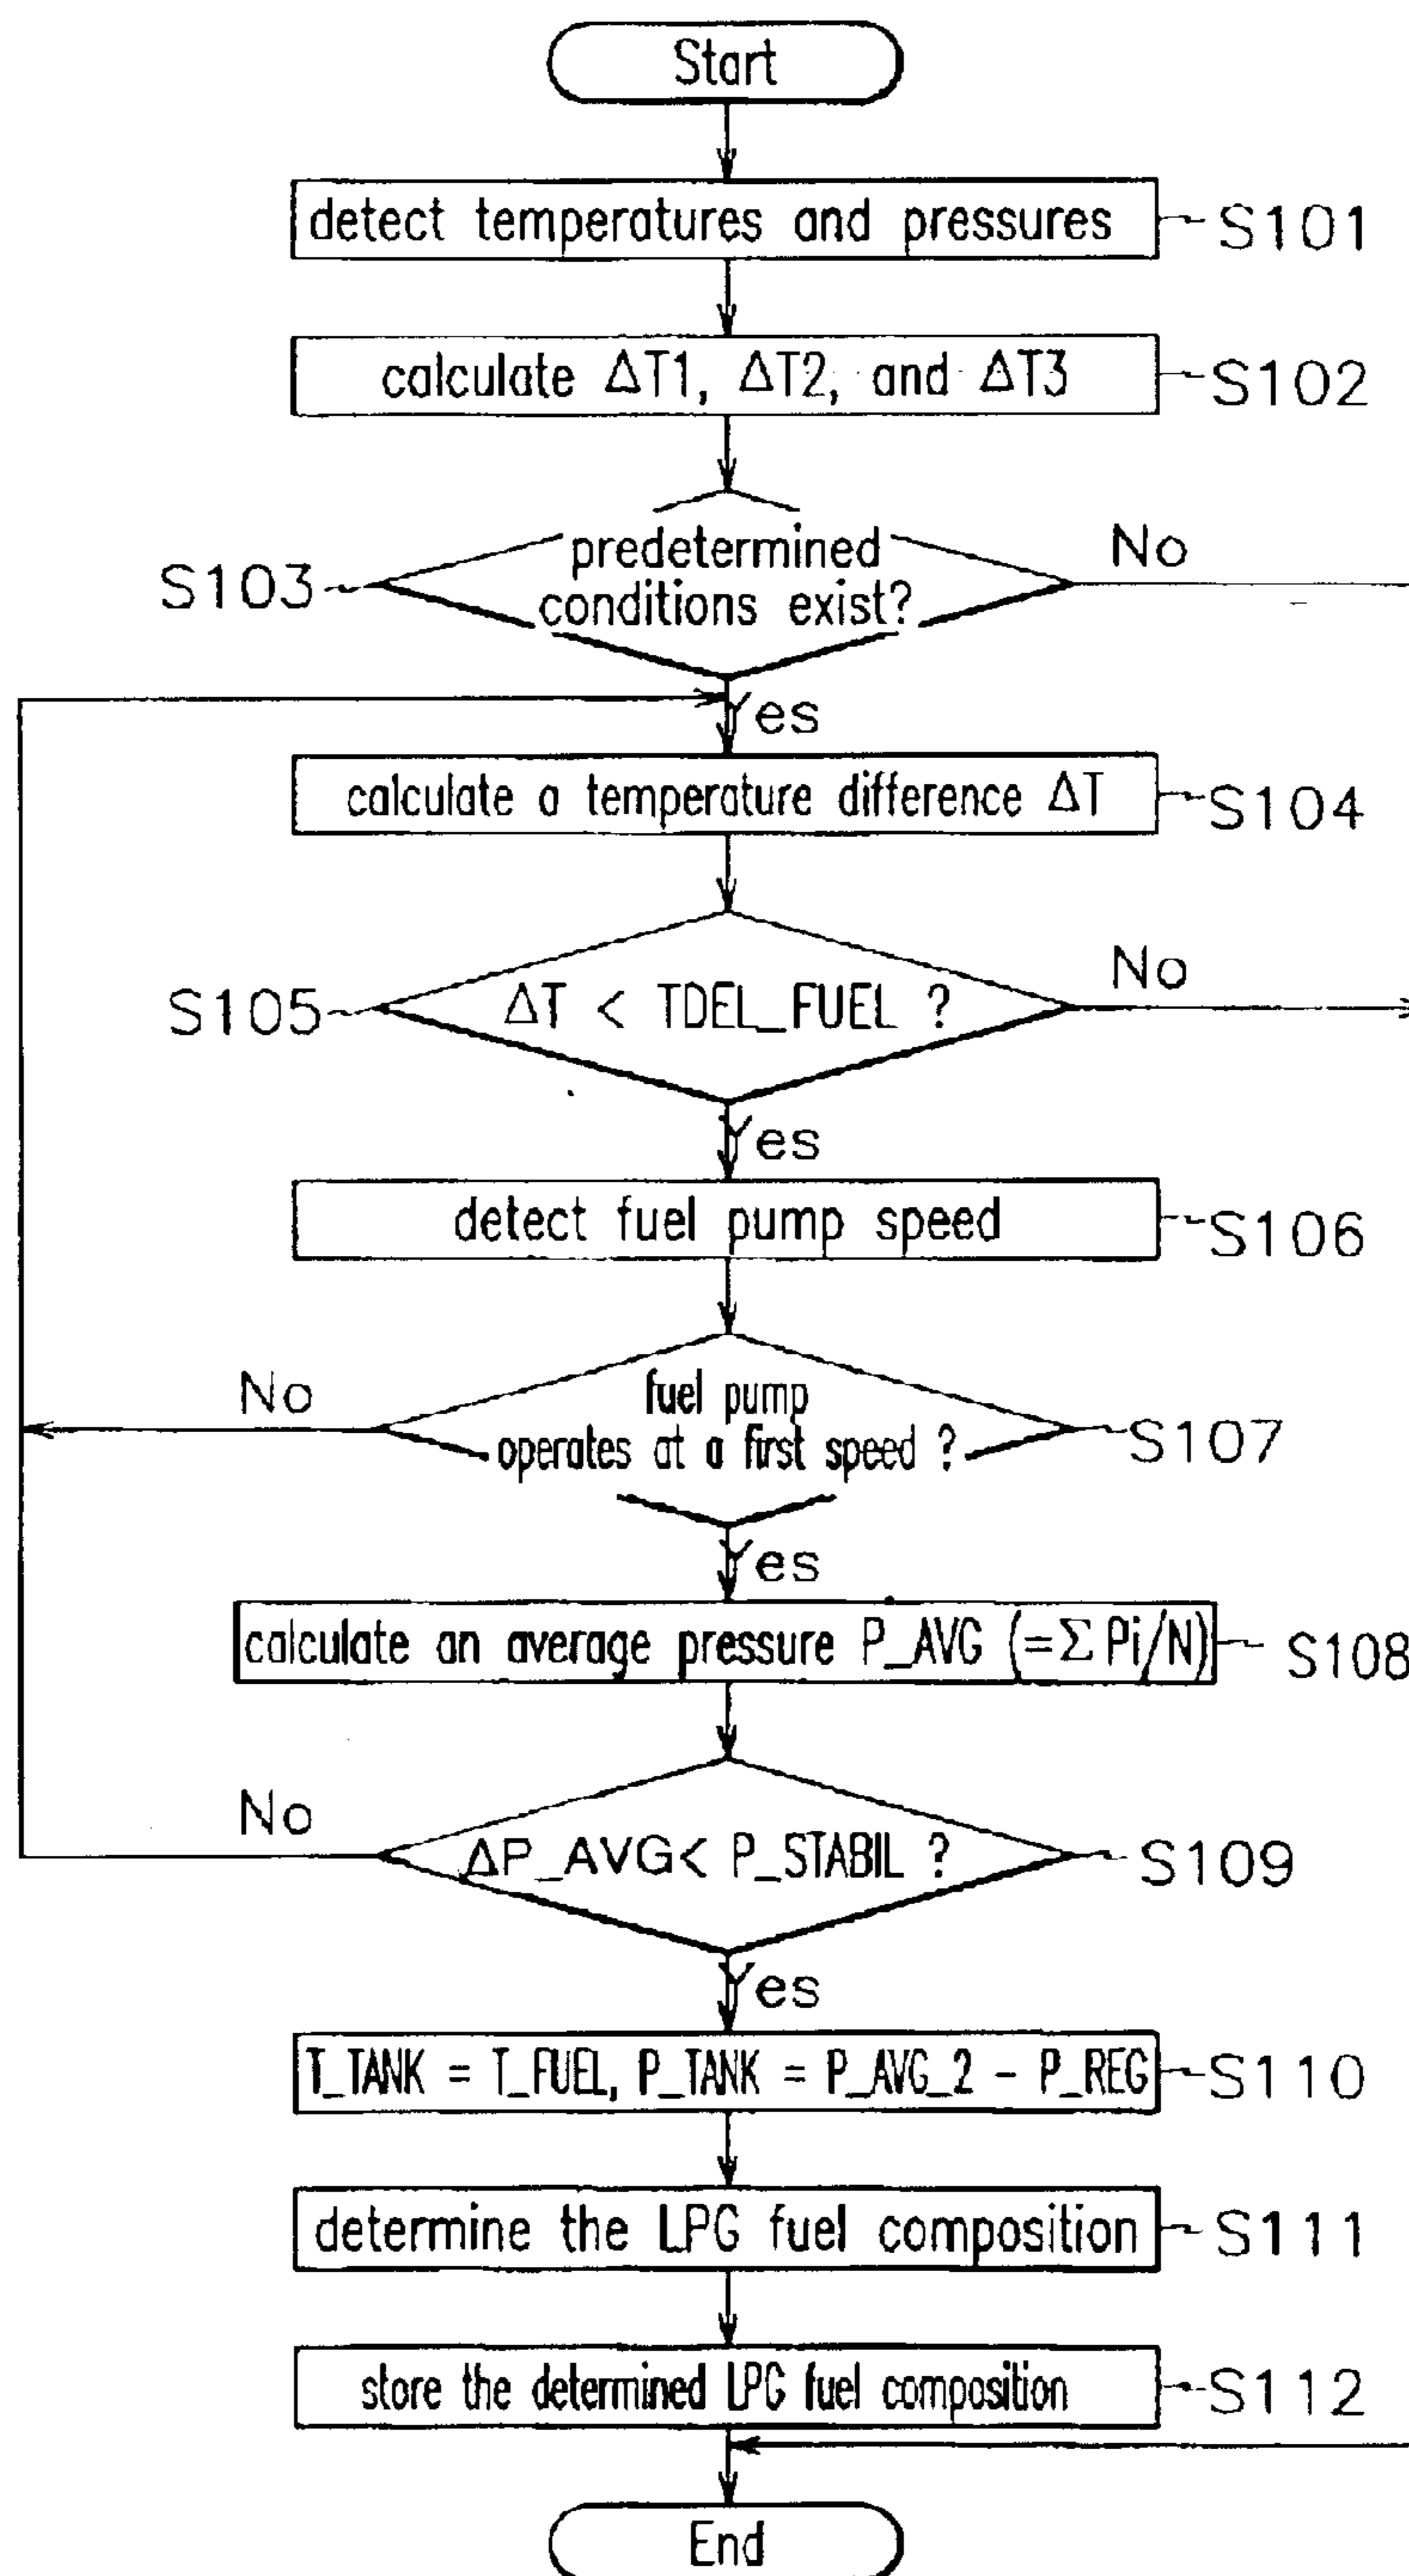 Start
detect temperatures and pressures
S101
calculate ΔT1, ΔT2, and ΔT3
S102
predetermined
conditions exist?
S103
No
Yes
calculate a temperature difference ΔT
S104
ΔT < TDEL_FUEL ?
S105
No
Yes
detect fuel pump speed
S106
fuel pump
operates at a first speed ?
No
S107
Yes
calculate an average pressure P_AVG (=Σ Pi/N)
S108
ΔP_AVG< P_STABIL ?
No
S109
Yes
T_TANK = T_FUEL, P_TANK = P_AVG_2 - P_REG
S110
determine the LPG fuel composition
S111
store the determined LPG fuel composition
S112
End